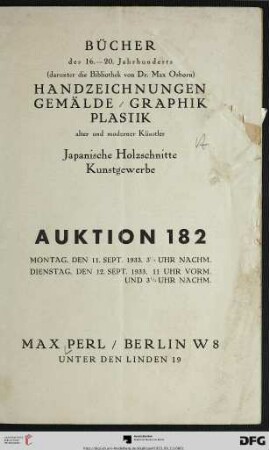 BÜCHER
des 16.—20. Jahrhunderts
(darunter die Bibliothek von Dr. Max Osborn)
HANDZEICHNUNGEN
GEMÄLDE / GRAPHIK
PLASTIK
alter und moderner Künstler
Japanische Holzschnitte
Kunstgewerbe
AUKTION 182
MONTAG, DEN 11. SEPT. 1933, 3½ UHR NACHM.
DIENSTAG, DEN 12. SEPT. 1933, 11 UHR VORM.
UND 3½ UHR NACHM.
MAX PERL / BERLIN W 8
UNTER DEN LINDEN 19
DFG